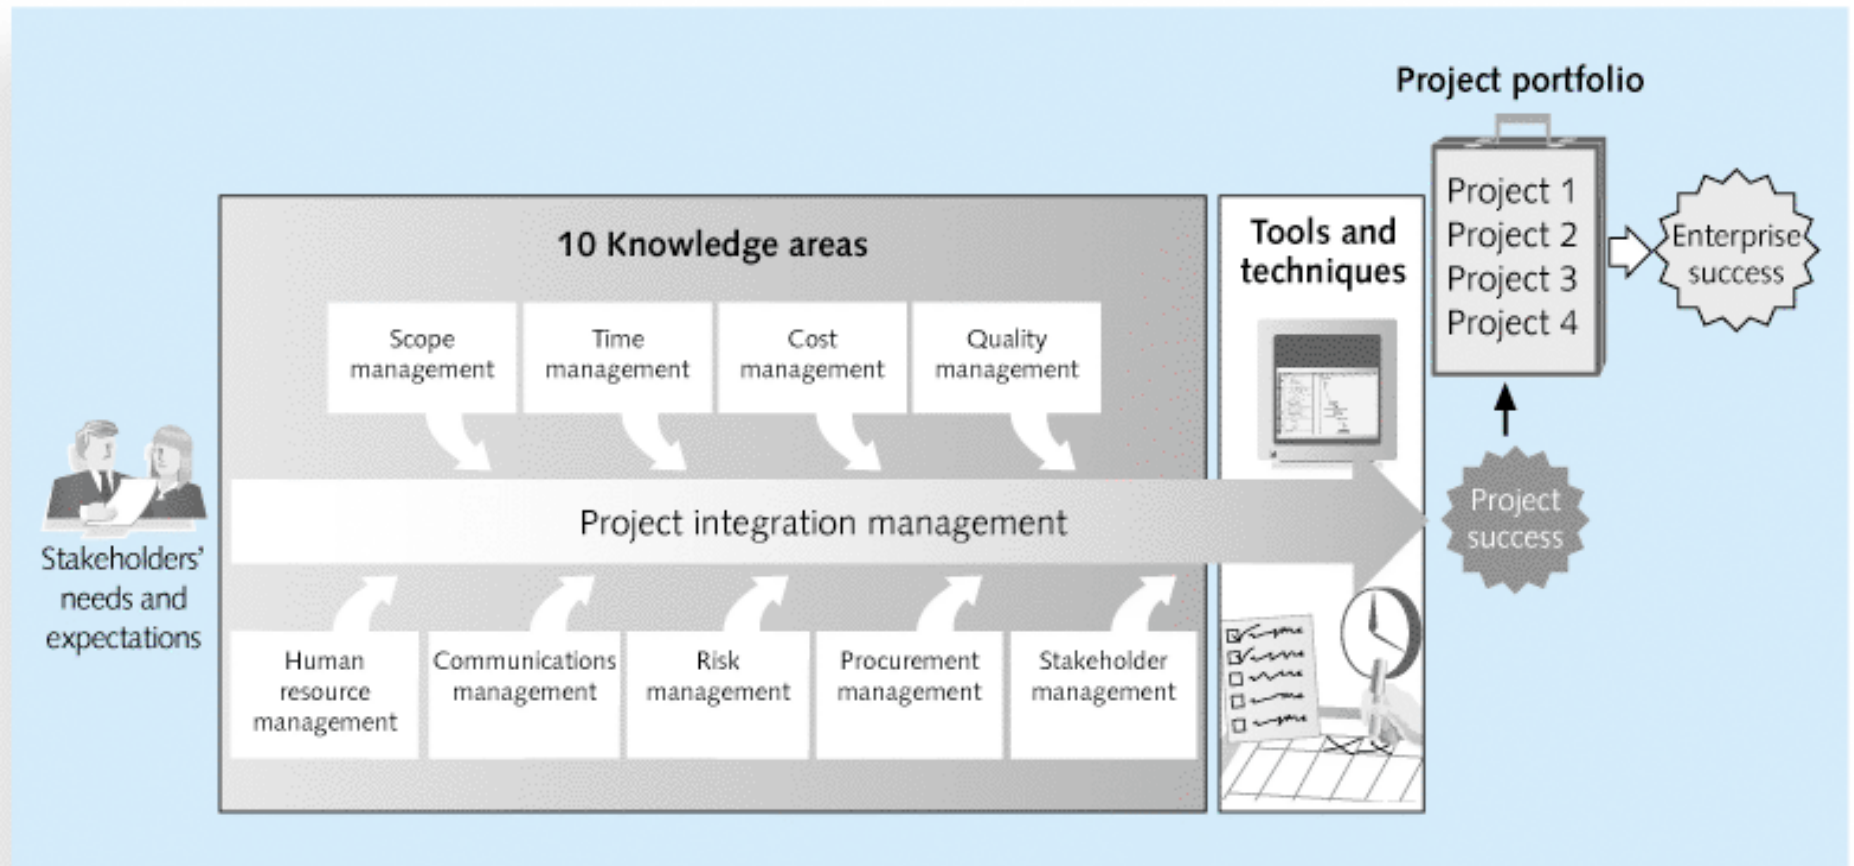 Project portfolio
Project 1
Project 2
Project 3
Project 4
Enterprise
success
10 Knowledge areas
Tools and
techniques
Scope
management
Time
management
Cost
management
Quality
management
Stakeholders’
needs and
expectations
Project integration management
Project
success
Human
resource
management
Communications
management
Risk
management
Procurement
management
Stakeholder
management